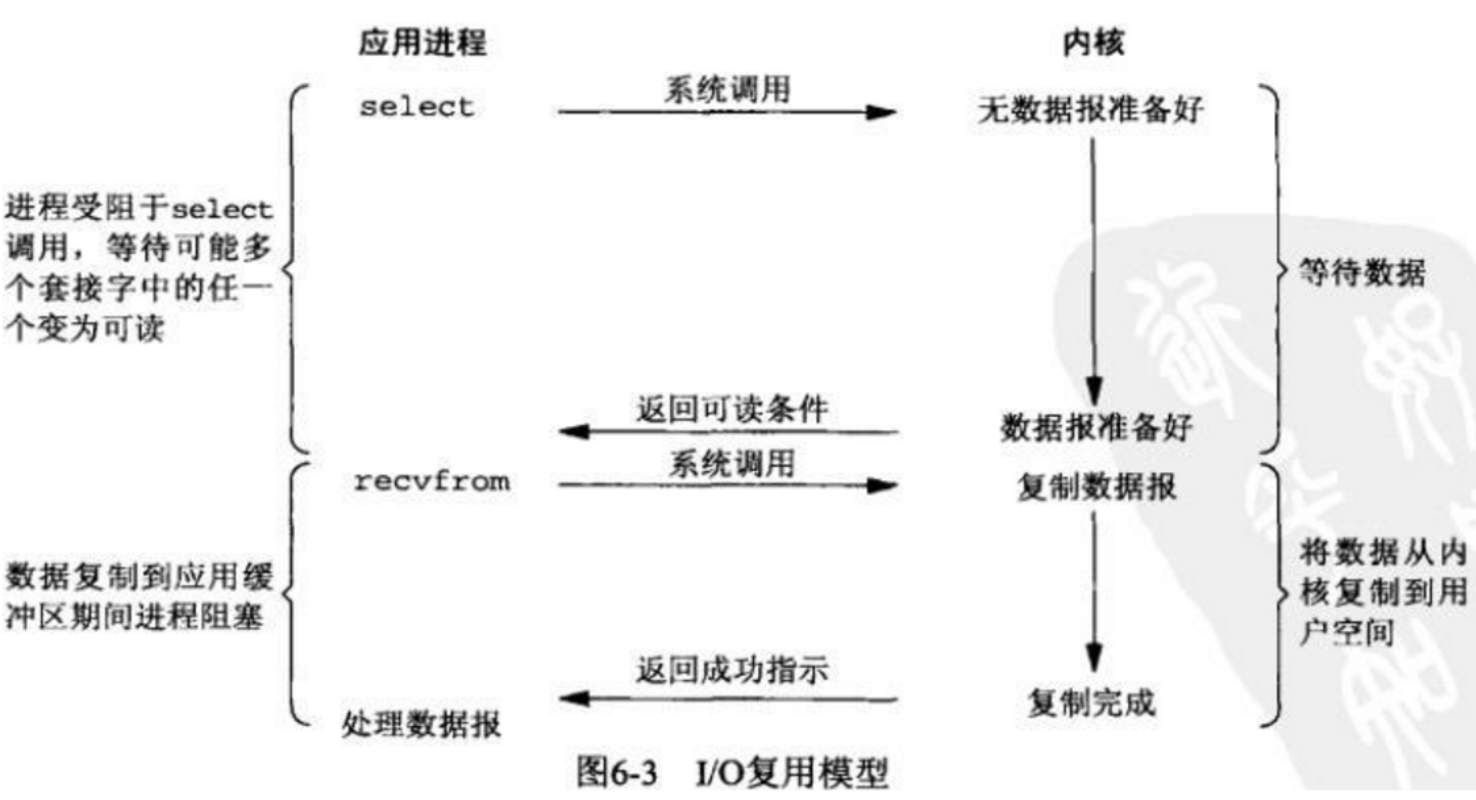 应用进程
内核
select
系统调用
无数据报准备好
进程受阻于select
调用，等待可能多
个套接字中的任一
个变为可读
等待数据
返回可读条件
数据报准备好
recvfrom
系统调用
复制数据报
数据复制到应用缓
冲区期间进程阻塞
将数据从内
核复制到用
户空间
返回成功指示
复制完成
处理数据报
图6-3 I/O复用模型